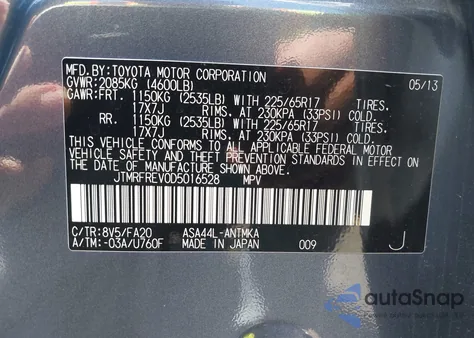 MFD.BY:TOYOTA MOTOR CORPORATION 05/13
GVWR:2085KG (4600LB)
GAWR:FRT. 1150KG (2535LB) WITH 225/65R17 TIRES.
17X7J RIMS. AT 230KPA (33PSI) COLD
RR. 1150KG (2535LB) WITH 225/65R17 TIRES.
17X7J RIMS. AT 230KPA (33PSI) COLD
THIS VEHICLE CONFORMS TO ALL APPLICABLE FEDERAL MOTOR
VEHICLE SAFETY, BUMPER, AND THEFT PREVENTION STANDARDS IN EFFECT ON
THE DATE OF MANUFACTURE SHOWN ABOVE.
JTMRFREV0D5016528 MPV
C/TR:8V5/FA20 ASA44L-ANTMKA
A/TM:-03A/U760F MADE IN JAPAN 009 J
autoSnap